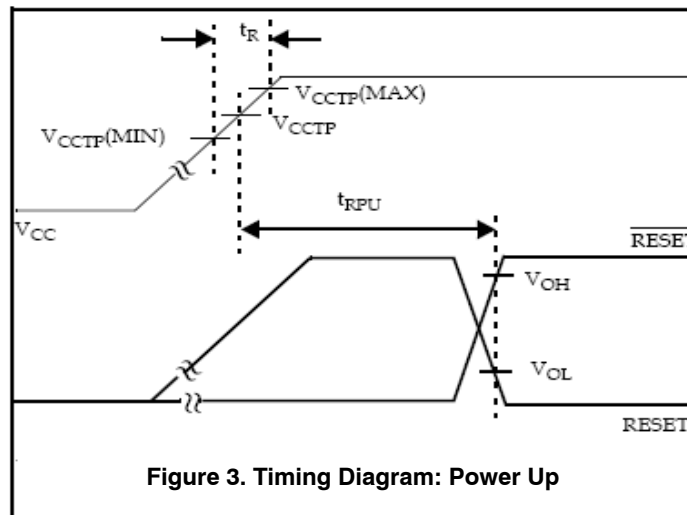 tR
VCCTP(MAX)
VCCTP
VCCTP(MIN)
tRPU
VCC
RESET
VOH
VOL
RESET
Figure 3. Timing Diagram: Power Up